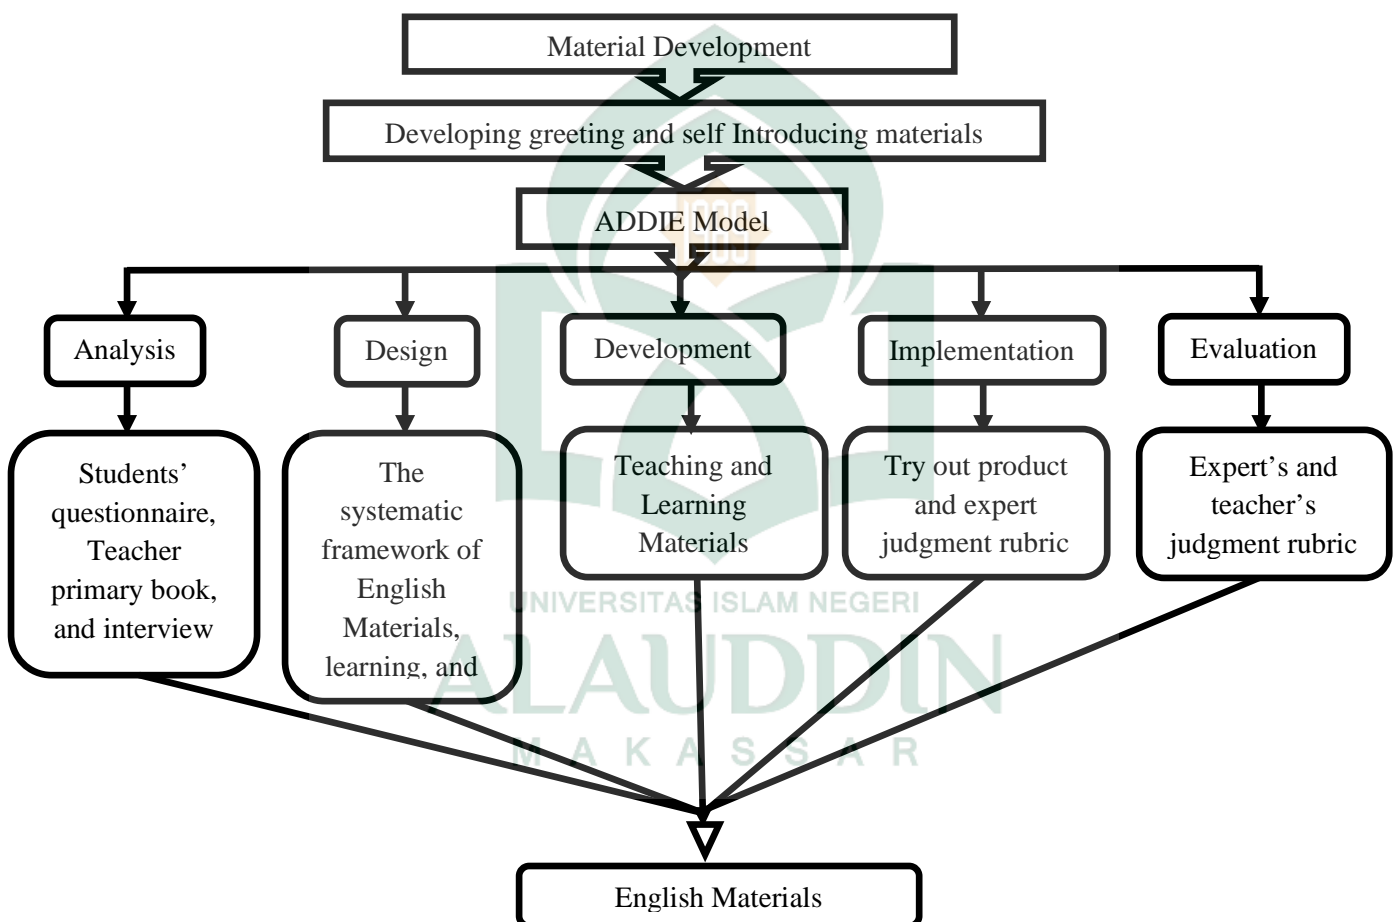 Material Development
Developing greeting and self Introducing materials
1989
ADDIE Model
Analysis
Design
Development
Implementation
Evaluation
Students’
questionnaire,
Teacher
primary book,
and interview
The
systematic
framework of
English
Materials,
learning, and
Teaching and
Learning
Materials
Try out product
and expert
judgment rubric
Expert’s and
teacher’s
judgment rubric
UNIVERSITAS ISLAM NEGERI
ALAUDDIN
MAKASSAR
English Materials